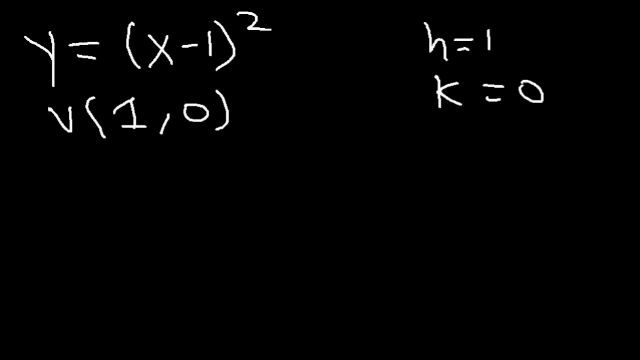 y = (x-1)²
v(1,0)
h=1
k = 0